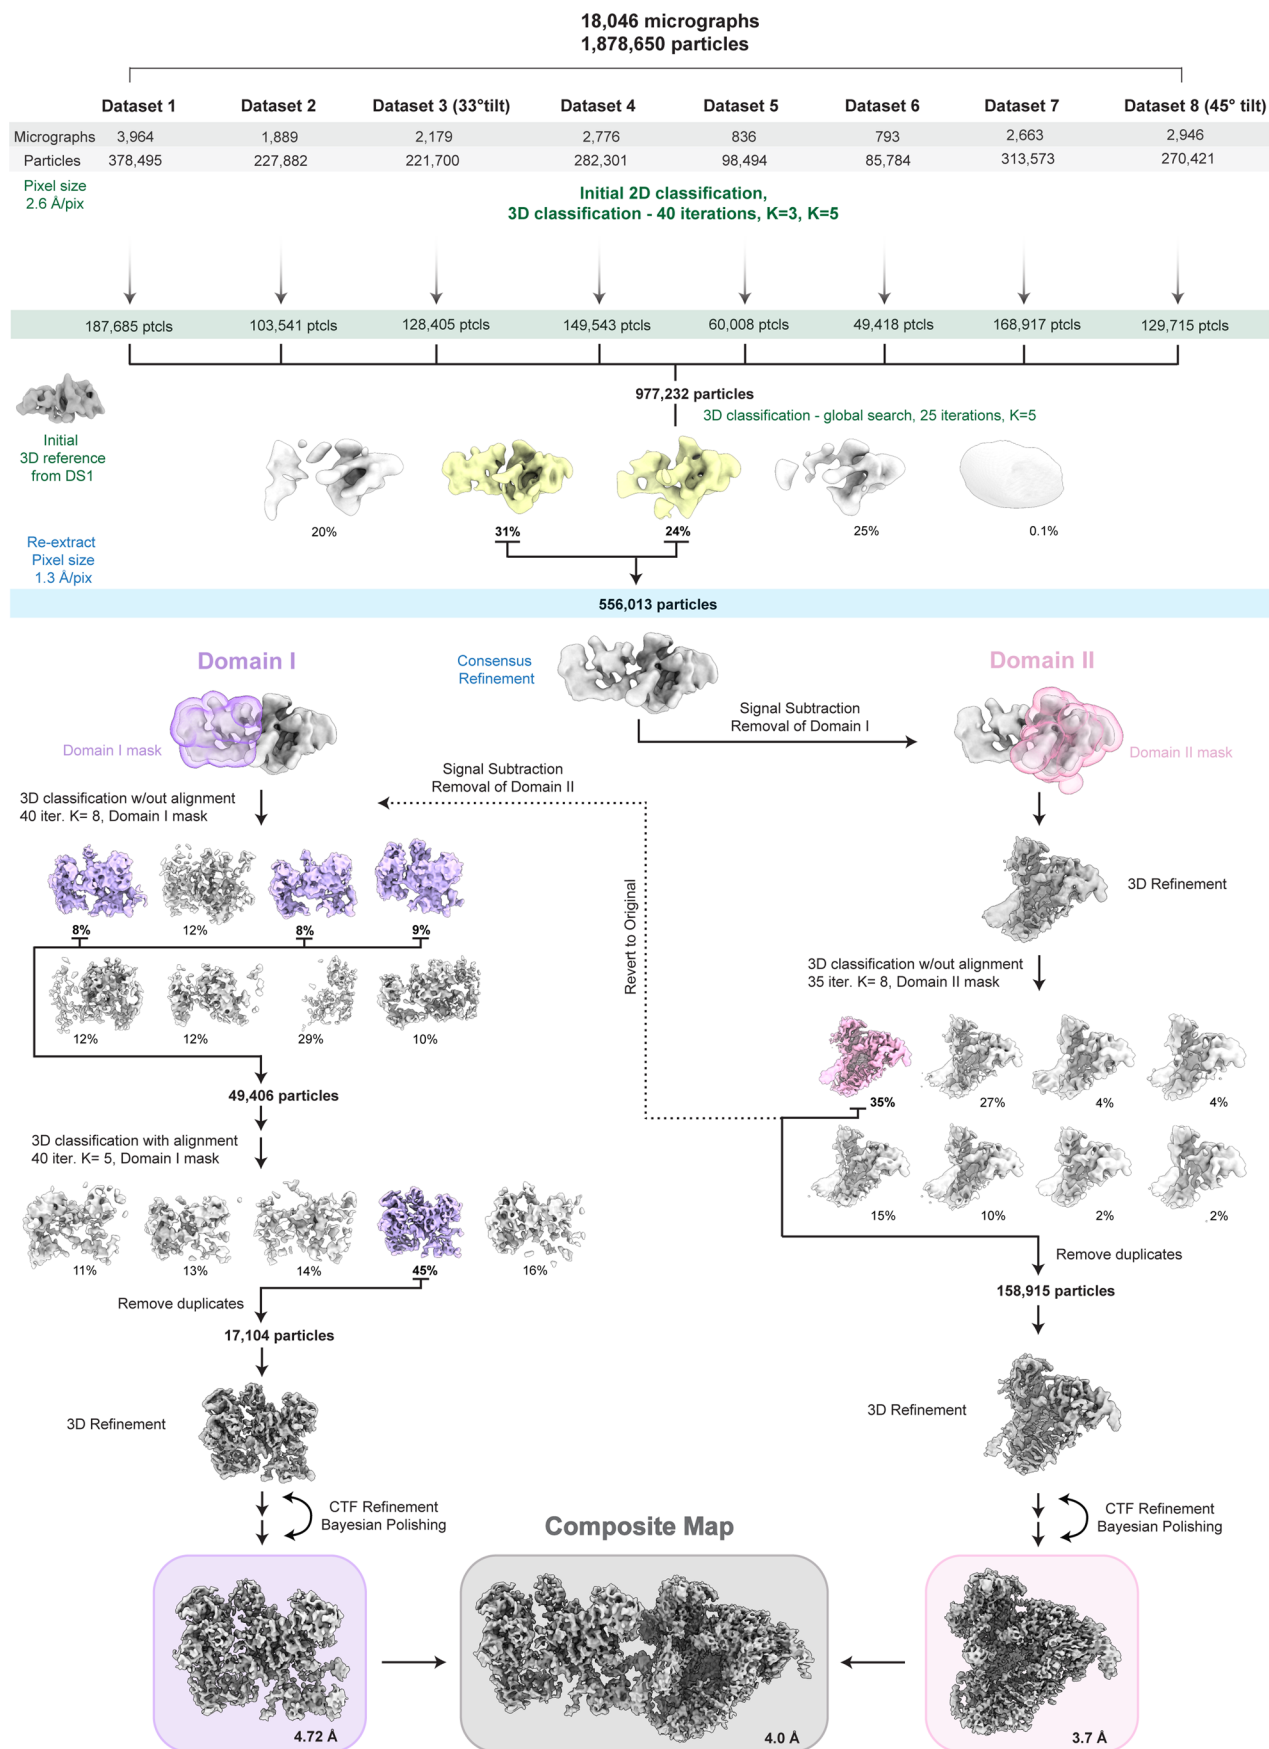 18,046 micrographs
1,878,650 particles
Dataset 1 Dataset 2 Dataset 3 (33°tilt) Dataset 4 Dataset 5 Dataset 6 Dataset 7 Dataset 8 (45° tilt)
Micrographs 3,964 1,889 2,179 2,776 836 793 2,663 2,946
Particles 378,495 227,882 221,700 282,301 98,494 85,784 313,573 270,421
Pixel size
2.6 Å/pix
Initial 2D classification,
3D classification - 40 iterations, K=3, K=5
187,685 ptcls 103,541 ptcls 128,405 ptcls 149,543 ptcls 60,008 ptcls 49,418 ptcls 168,917 ptcls 129,715 ptcls
977,232 particles
3D classification - global search, 25 iterations, K=5
Initial
3D reference
from DS1
20% 31% 24% 25% 0.1%
Re-extract
Pixel size
1.3 Å/pix
556,013 particles
Domain I
Consensus
Refinement
Domain II
Signal Subtraction
Removal of Domain I
Domain I mask
Domain II mask
Signal Subtraction
Removal of Domain II
3D classification w/out alignment
40 iter. K= 8, Domain I mask
3D Refinement
8% 12% 8% 9%
Revert to Original
3D classification w/out alignment
35 iter. K= 8, Domain II mask
12% 12% 29% 10%
49,406 particles
35% 27% 4% 4%
3D classification with alignment
40 iter. K= 5, Domain I mask
15% 10% 2% 2%
11% 13% 14% 45% 16%
Remove duplicates
158,915 particles
Remove duplicates
17,104 particles
3D Refinement
3D Refinement
CTF Refinement
Bayesian Polishing
CTF Refinement
Bayesian Polishing
Composite Map
4.72 Å
4.0 Å
3.7 Å